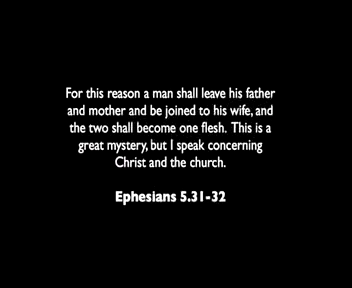 For this reason a man shall leave his father
and mother and be joined to his wife, and
the two shall become one flesh. This is a
great mystery, but I speak concerning
Christ and the church.
Ephesians 5.31-32